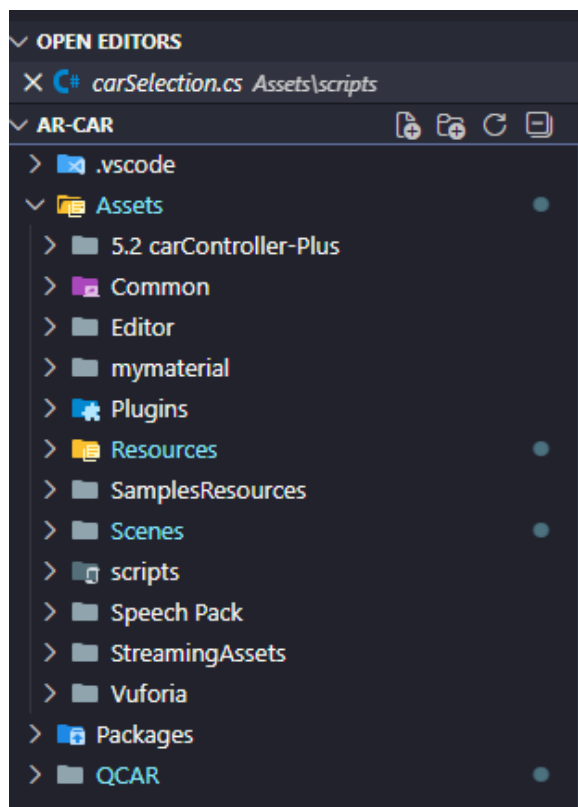 OPEN EDITORS
C# carSelection.cs Assets\scripts
AR-CAR
.vscode
Assets
5.2 carController-Plus
Common
Editor
mymaterial
Plugins
Resources
SamplesResources
Scenes
scripts
Speech Pack
StreamingAssets
Vuforia
Packages
QCAR